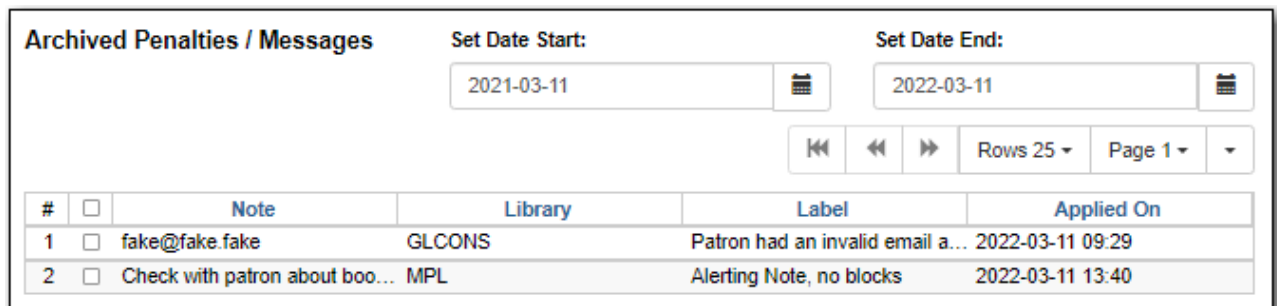 Archived Penalties / Messages Set Date Start: Set Date End:
2021-03-11 2022-03-11
Rows 25 Page 1
# Note Library Label Applied On
1 fake@fake.fake GLCONS Patron had an invalid email a... 2022-03-11 09:29
2 Check with patron about boo... MPL Alerting Note, no blocks 2022-03-11 13:40